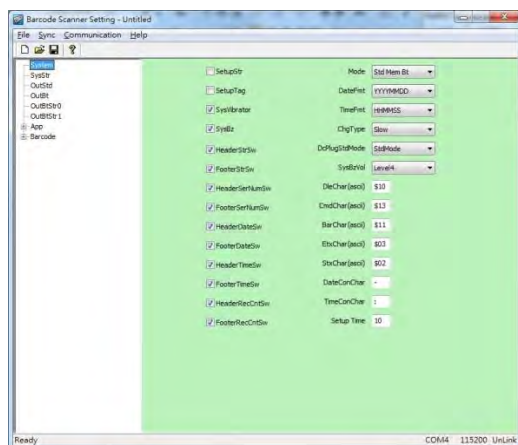 Barcode Scanner Setting - Untitled
File Sync Communication Help
System
SysStr
OutStd
OutBt
OutBtStr0
OutBtStr1
App
Barcode
SetupStr Mode Std Mem Bt
SetupTag DateFmt YYYYMMDD
SysVibrator TimeFmt HHMMSS
SysBz ChgType Slow
HeaderStrSw DcPlugStdMode StdMode
FooterStrSw SysBzVol Level4
HeaderSerNumSw DleChar(ascii) $10
FooterSerNumSw CmdChar(ascii) $13
HeaderDateSw BarChar(ascii) $11
FooterDateSw EtxChar(ascii) $03
HeaderTimeSw StxChar(ascii) $02
FooterTimeSw DateConChar -
HeaderRecCntSw TimeConChar :
FooterRecCntSw Setup Time 10
Ready COM4 115200 UnLink